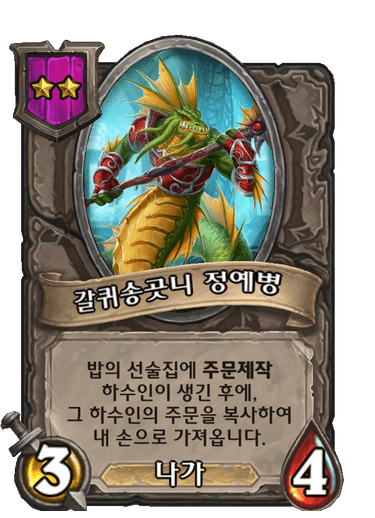 갈퀴송곳니 정예병
밥의 선술집에 주문제작
하수인이 생긴 후에,
그 하수인의 주문을 복사하여
내 손으로 가져옵니다.
3
나가
4